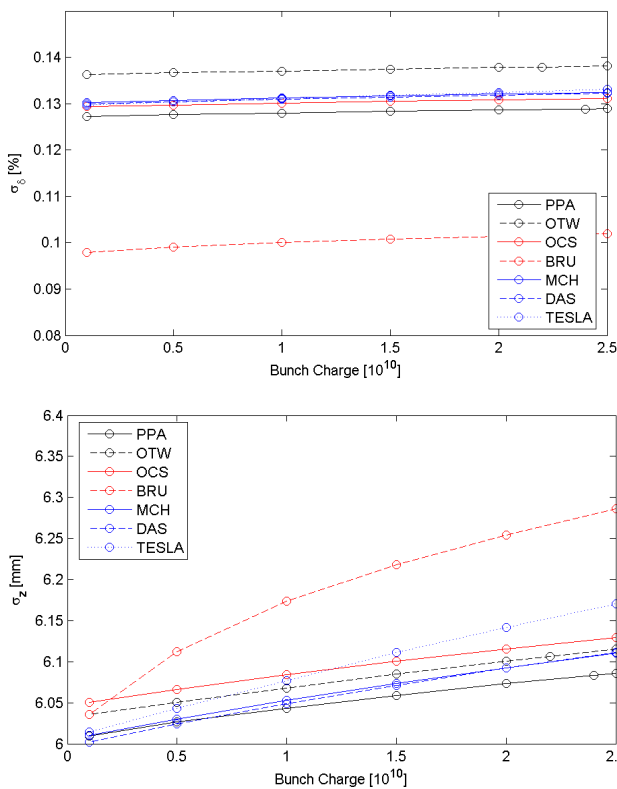 0.14
0.13
0.12
0.11
0.1
0.09
0.08
σδ [%]
PPA
OTW
OCS
BRU
MCH
DAS
TESLA
0 0.5 1 1.5 2 2.5
Bunch Charge [10^10]
6.4
6.35
6.3
6.25
6.2
6.15
6.1
6.05
6
σz [mm]
PPA
OTW
OCS
BRU
MCH
DAS
TESLA
0 0.5 1 1.5 2 2.
Bunch Charge [10^10]